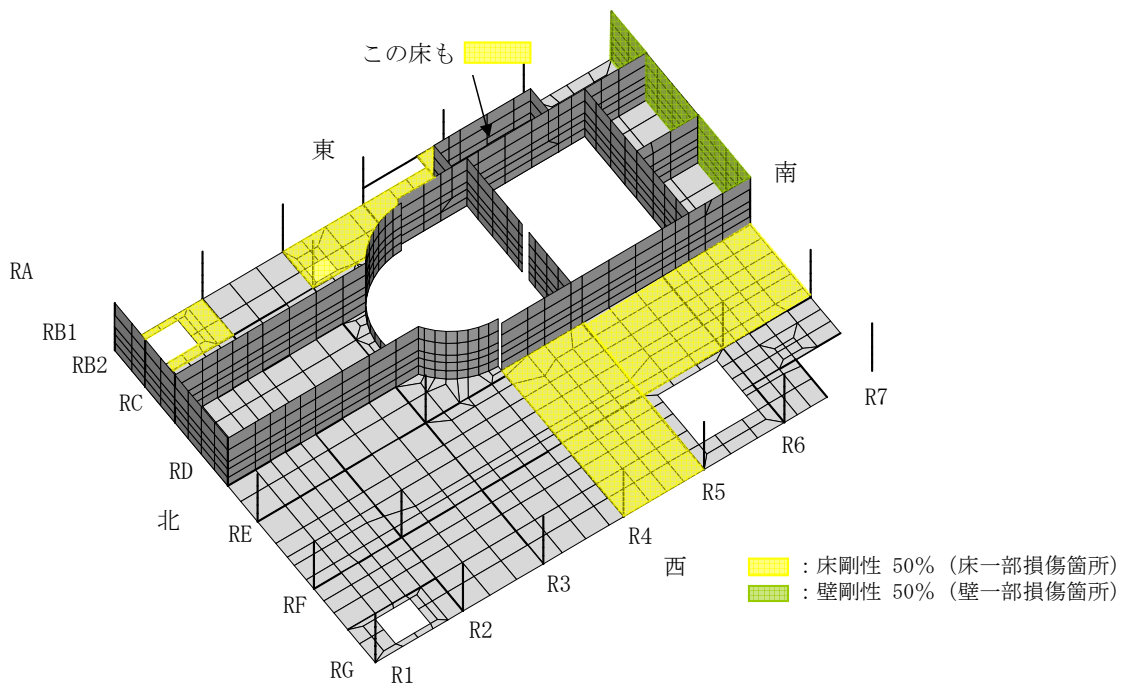 この床も
東
南
RA
RB1
RB2
RC
RD
北
RE
RF
RG
R1
R2
R3
R4
R5
R6
R7
西
：床剛性 50％（床一部損傷箇所）
：壁剛性 50％（壁一部損傷箇所）